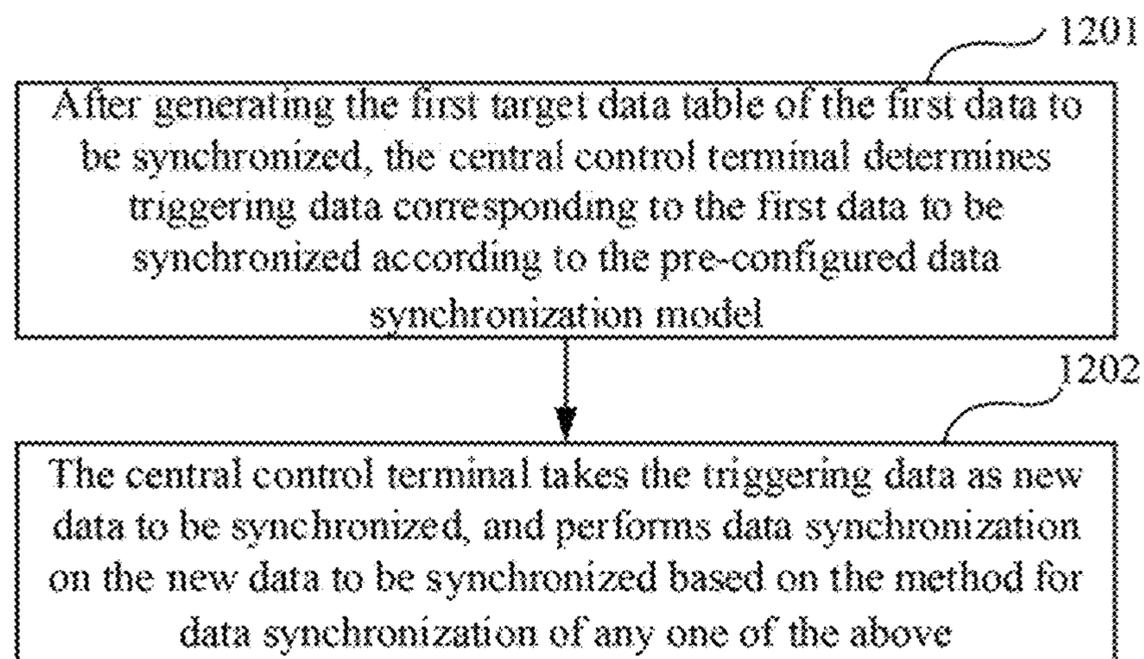 1201
After generating the first target data table of the first data to
be synchronized, the central control terminal determines
triggering data corresponding to the first data to be
synchronized according to the pre-configured data
synchronization model
1202
The central control terminal takes the triggering data as new
data to be synchronized, and performs data synchronization
on the new data to be synchronized based on the method for
data synchronization of any one of the above